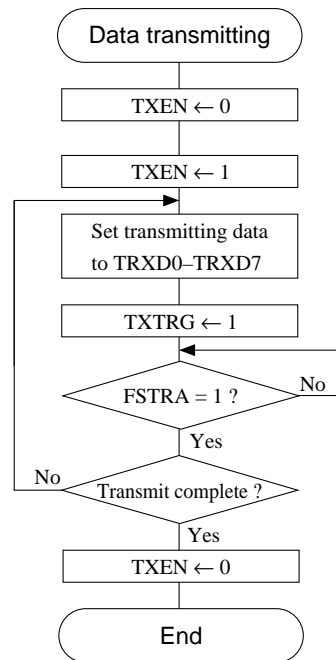 Data transmitting
TXEN ← 0
TXEN ← 1
Set transmitting data
to TRXD0–TRXD7
TXTRG ← 1
FSTRA = 1 ?
No
Yes
No
Transmit complete ?
Yes
TXEN ← 0
End